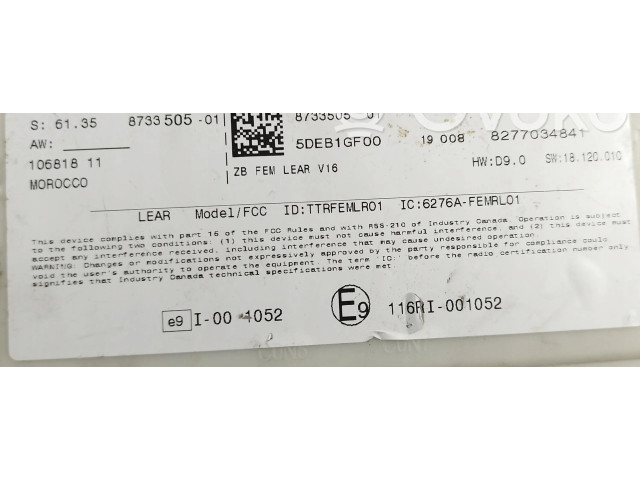 S: 61.35 8733 505 -01 8733505 -01
AW: 5DEB1GF00 19 008 8277034841
106818 11 ZB FEM LEAR V16 HW:D9.0 SW:18.120.010
MOROCCO
LEAR Model/FCC ID:TTRFEMLR01 IC:6276A-FEMRL01
This device complies with part 15 of the FCC Rules and with RSS-210 of Industry Canada. Operation is subject
to the following two conditions: (1) this device must not cause harmful interference, and (2) this device must
accept any interference received, including interference that may cause undesired operation.
WARNING: Changes or modifications not expressively approved by the party responsible for compliance could
void the user's authority to operate the equipment. The term "IC:" before the radio certification number only
signifies that Industry Canada technical specifications were met.
e9 I-00 4052 E9 116RI-001052